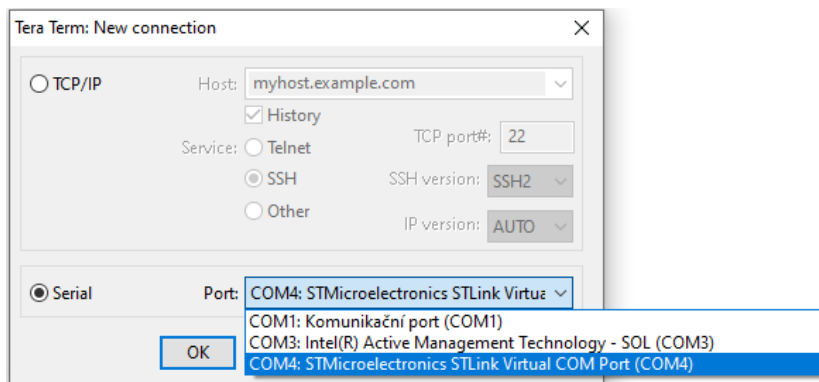 Tera Term: New connection
TCP/IP Host: myhost.example.com
History
Service: Telnet TCP port#: 22
SSH SSH version: SSH2
Other IP version: AUTO
Serial Port: COM4: STMicroelectronics STLink Virtua
COM1: Komunikační port (COM1)
COM3: Intel(R) Active Management Technology - SOL (COM3)
COM4: STMicroelectronics STLink Virtual COM Port (COM4)
OK